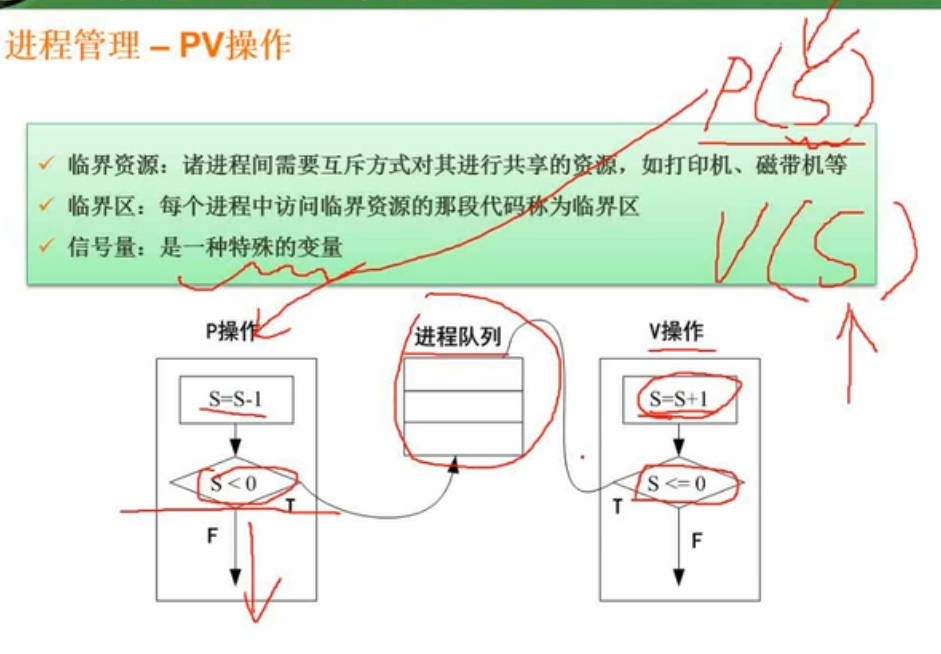 进程管理 – PV操作
P(S)
✓ 临界资源：诸进程间需要互斥方式对其进行共享的资源，如打印机、磁带机等
✓ 临界区：每个进程中访问临界资源的那段代码称为临界区
✓ 信号量：是一种特殊的变量
V(S)
P操作
进程队列
V操作
S=S-1
S=S+1
S < 0
S <= 0
T
T
F
F